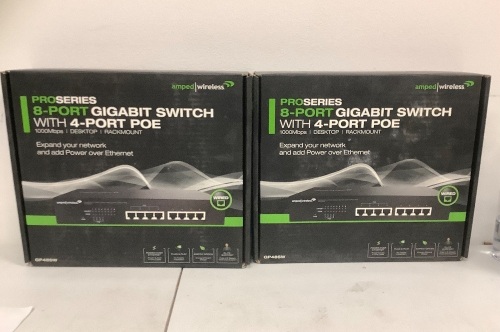 amped|wireless
PROSERIES
8-PORT GIGABIT SWITCH
WITH 4-PORT POE
1000Mbps | DESKTOP | RACKMOUNT
Expand your network
and add Power over Ethernet
WIRED
amped|wireless
PROSERIES
8-PORT GIGABIT SWITCH
WITH 4-PORT POE
1000Mbps | DESKTOP | RACKMOUNT
Expand your network
and add Power over Ethernet
WIRED